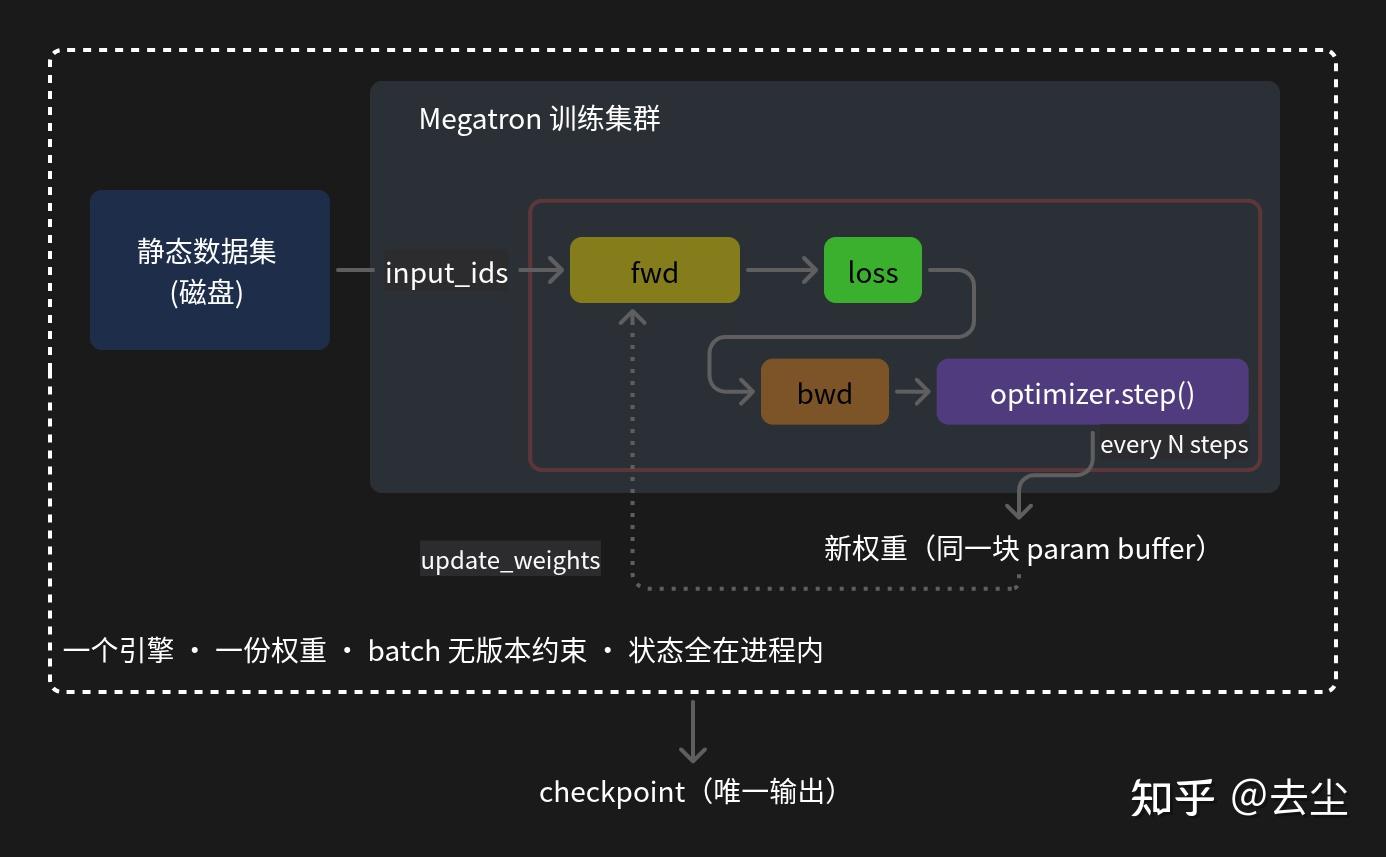 Megatron 训练集群
静态数据集
(磁盘)
input_ids
fwd
loss
bwd
optimizer.step()
every N steps
新权重（同一块 param buffer）
update_weights
一个引擎 · 一份权重 · batch 无版本约束 · 状态全在进程内
checkpoint（唯一输出）
知乎 @去尘